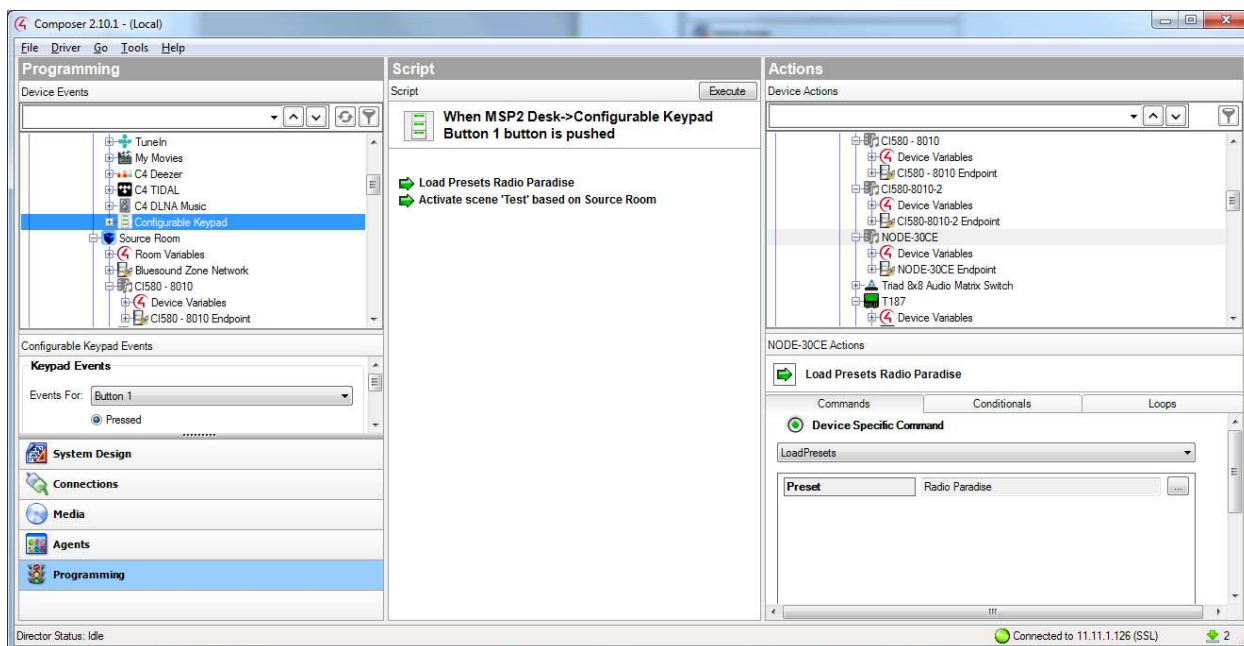 Composer 2.10.1 - (Local)
File Driver Go Tools Help
Programming
Device Events
TuneIn
My Movies
C4 Deezer
C4 TIDAL
C4 DLNA Music
Configurable Keypad
Source Room
Room Variables
Bluesound Zone Network
CI580 - 8010
Device Variables
CI580 - 8010 Endpoint
Configurable Keypad Events
Keypad Events
Events For: Button 1
Pressed
System Design
Connections
Media
Agents
Programming
Script
Script Execute
When MSP2 Desk->Configurable Keypad
Button 1 button is pushed
Load Presets Radio Paradise
Activate scene 'Test' based on Source Room
Actions
Device Actions
CI580 - 8010
Device Variables
CI580 - 8010 Endpoint
CI580-8010-2
Device Variables
CI580-8010-2 Endpoint
NODE-30CE
Device Variables
NODE-30CE Endpoint
Triad 8x8 Audio Matrix Switch
T187
Device Variables
NODE-30CE Actions
Load Presets Radio Paradise
Commands Conditionals Loops
Device Specific Command
LoadPresets
Preset Radio Paradise ...
Director Status: Idle
Connected to 11.11.1.126 (SSL) 2